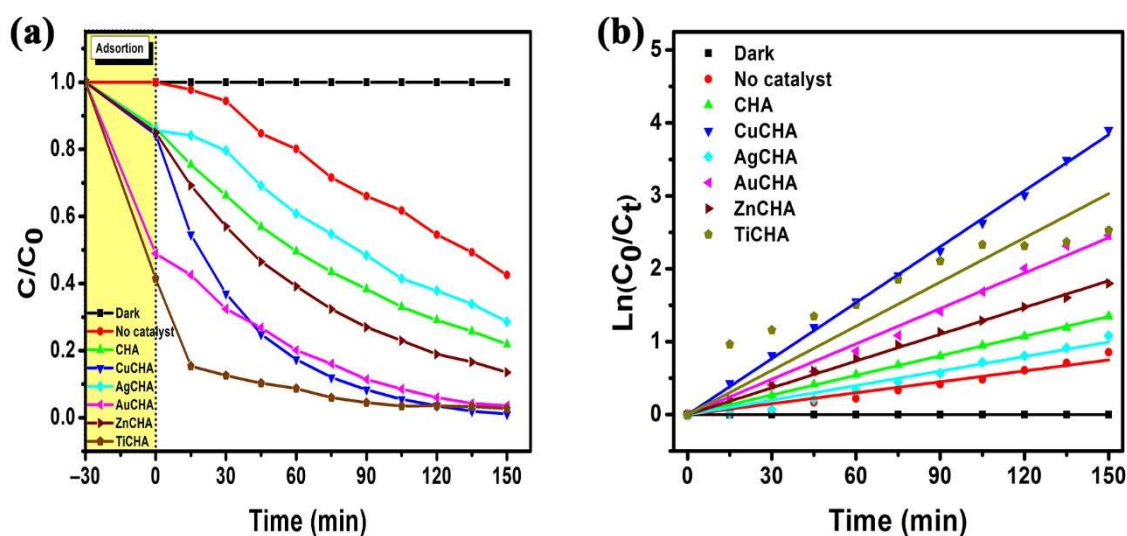 (a)
Adsortion
1.0
0.8
0.6
0.4
0.2
0.0
C/C0
Dark
No catalyst
CHA
CuCHA
AgCHA
AuCHA
ZnCHA
TiCHA
−30 0 30 60 90 120 150
Time (min)
(b)
5
4
3
2
1
0
Ln(C0/Ct)
Dark
No catalyst
CHA
CuCHA
AgCHA
AuCHA
ZnCHA
TiCHA
0 30 60 90 120 150
Time (min)